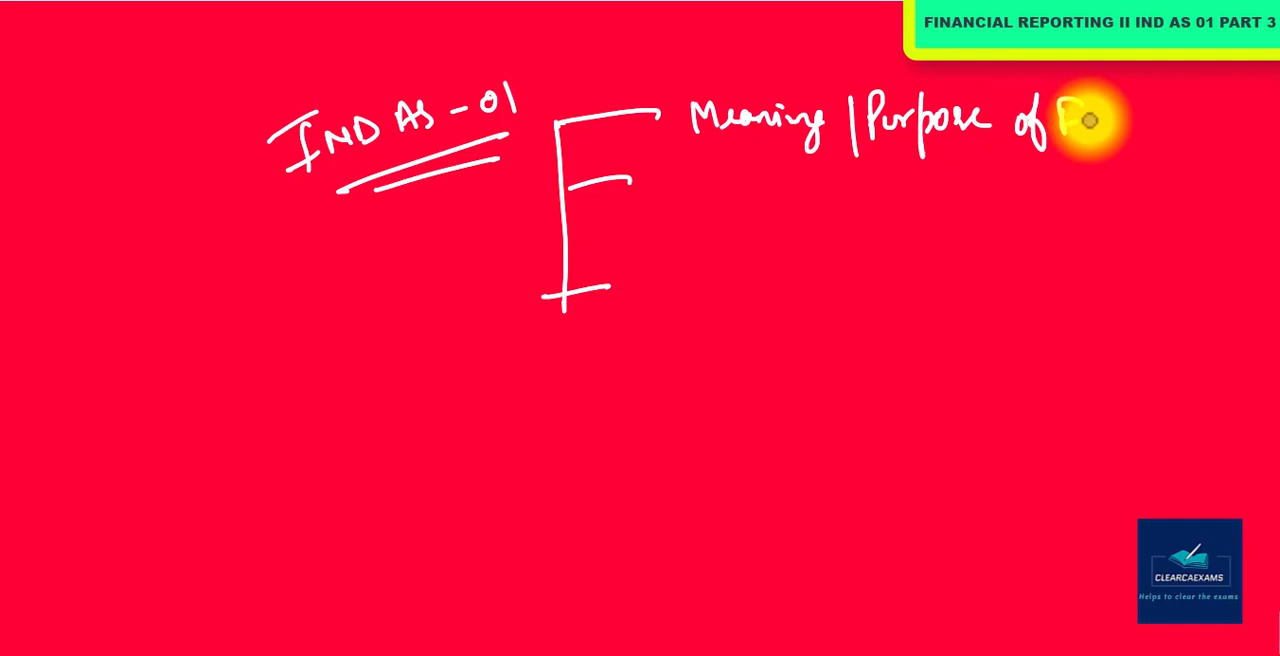 FINANCIAL REPORTING II IND AS 01 PART 3
IND AS - 01
Meaning | Purpose of F
CLEARCAEXAMS
Helps to clear the exams